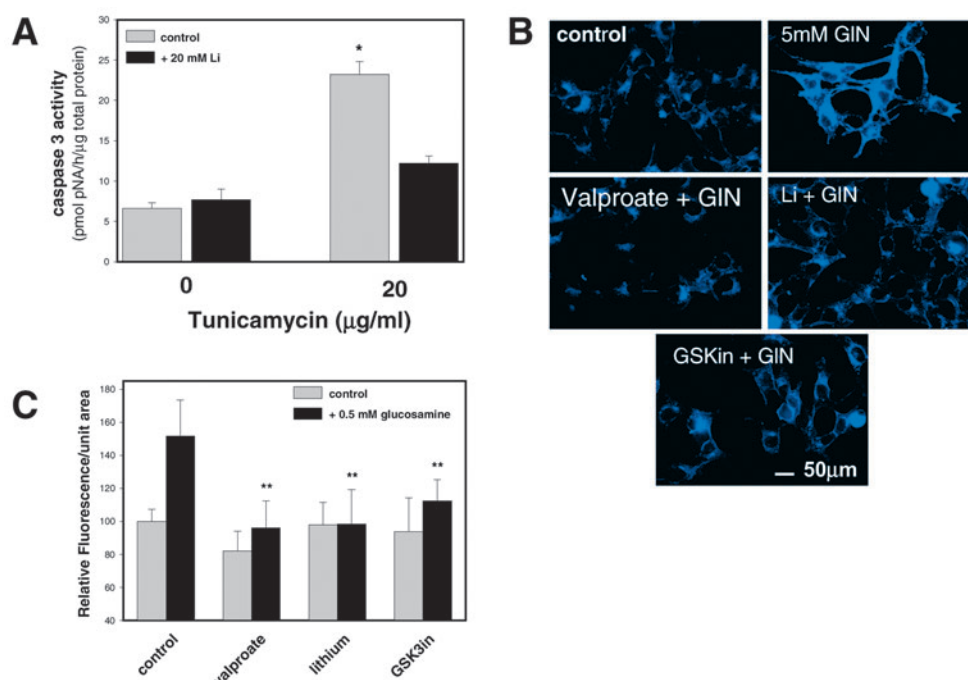 A
30
25
20
15
10
5
0
caspase 3 activity
(pmol pNA/h/µg total protein)
control
+ 20 mM Li
*
0
20
Tunicamycin (µg/ml)
B
control
5mM GlN
Valproate + GlN
Li + GlN
GSKin + GlN
50µm
C
180
160
140
120
100
80
60
40
Relative Fluorescence/unit area
control
+ 0.5 mM glucosamine
**
**
**
control
valproate
lithium
GSK3in